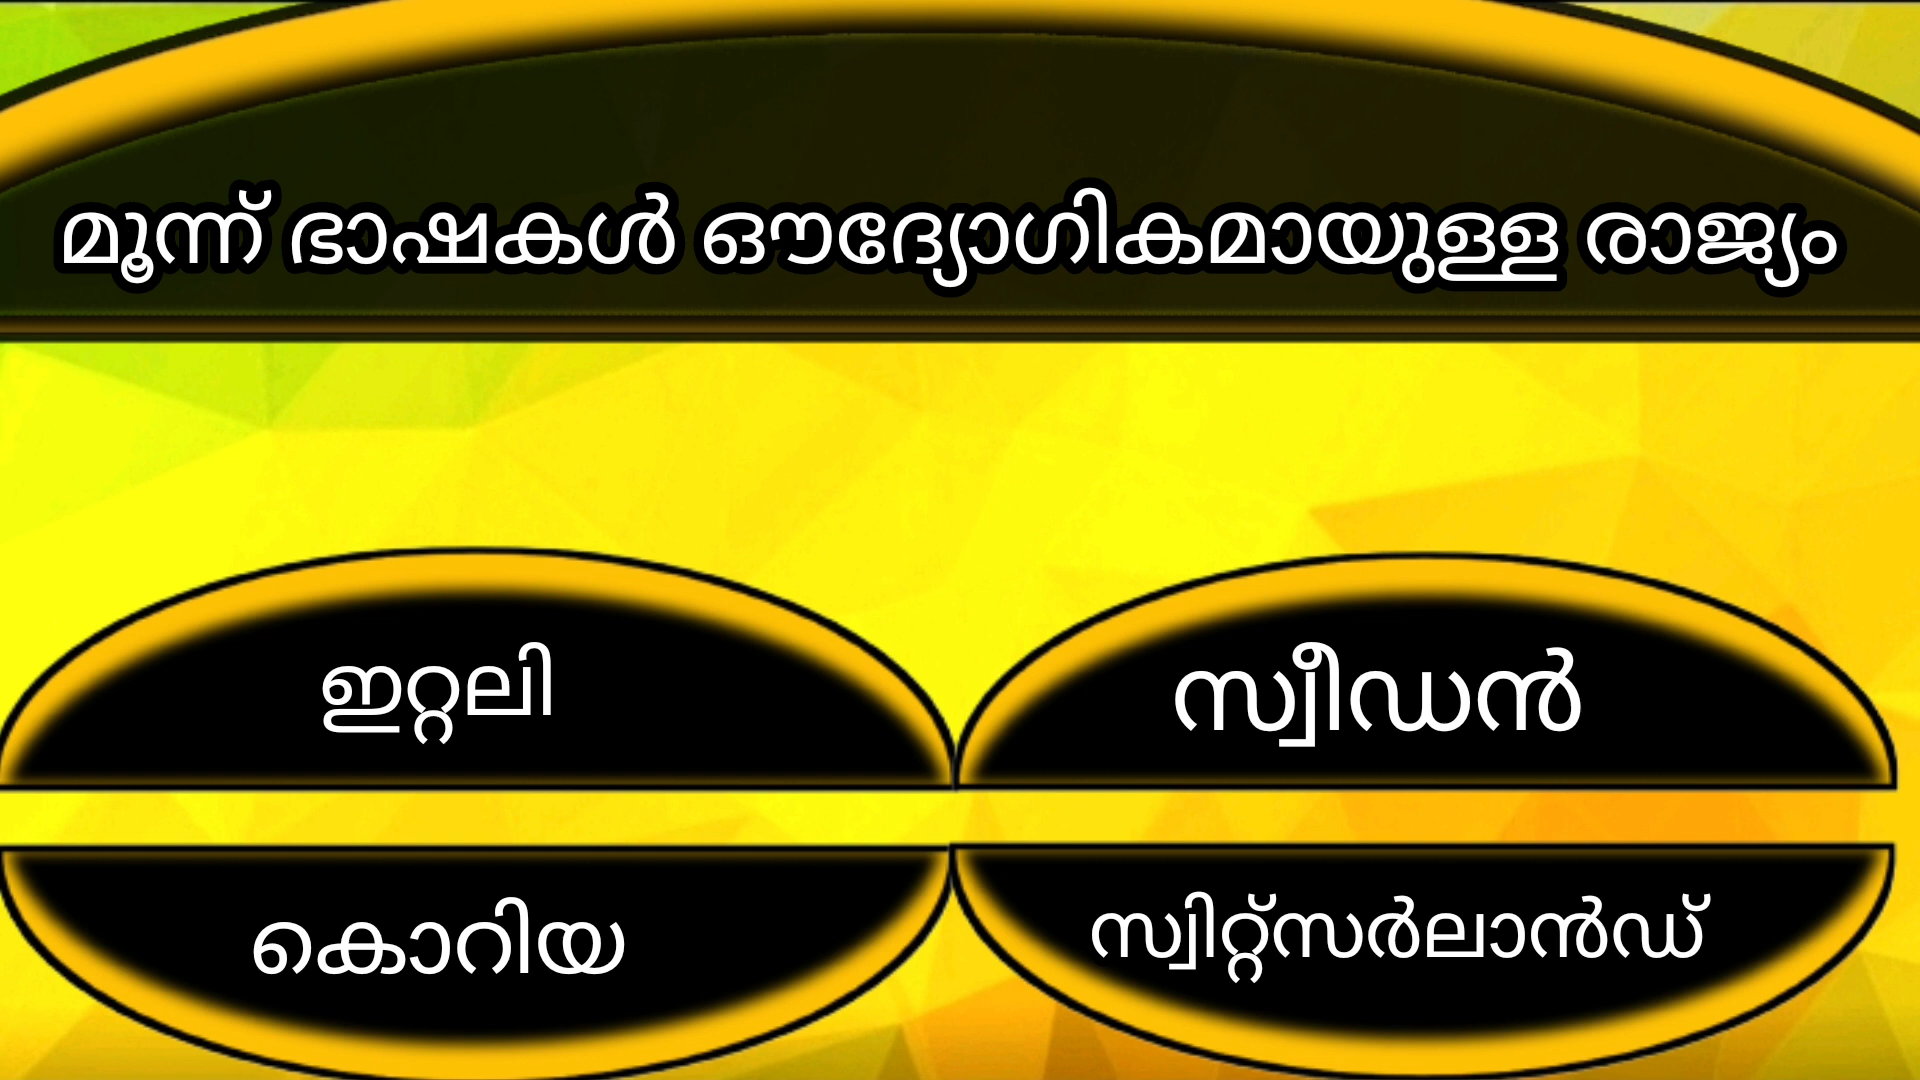 മൂന്ന് ഭാഷകൾ ഔദ്യോഗികമായുള്ള രാജ്യം
ഇറ്റലി
സ്വീഡൻ
കൊറിയ
സ്വിറ്റ്സർലാൻഡ്